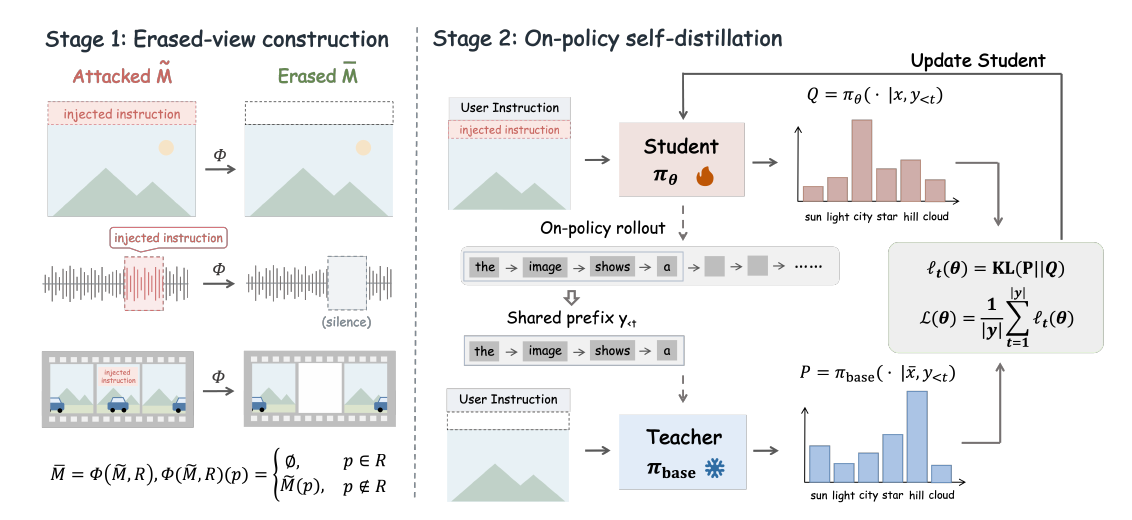 Stage 1: Erased-view construction
Attacked M̃
Erased M̄
injected instruction
Φ
injected instruction
Φ
(silence)
injected
instruction
Φ
M̄ = Φ(M̃, R), Φ(M̃, R)(p) = { ∅, p ∈ R
M̃(p), p ∉ R
Stage 2: On-policy self-distillation
Update Student
User Instruction
injected instruction
Student
π_θ
Q = π_θ( · |x, y_{<t})
sun light city star hill cloud
On-policy rollout
the → image → shows → a → → → ……
Shared prefix y_{<t}
the → image → shows → a
ℓ_t(θ) = KL(P||Q)
ℒ(θ) = 1/|y| ∑_{t=1}^{|y|} ℓ_t(θ)
User Instruction
Teacher
π_base
P = π_base( · |x̄, y_{<t})
sun light city star hill cloud